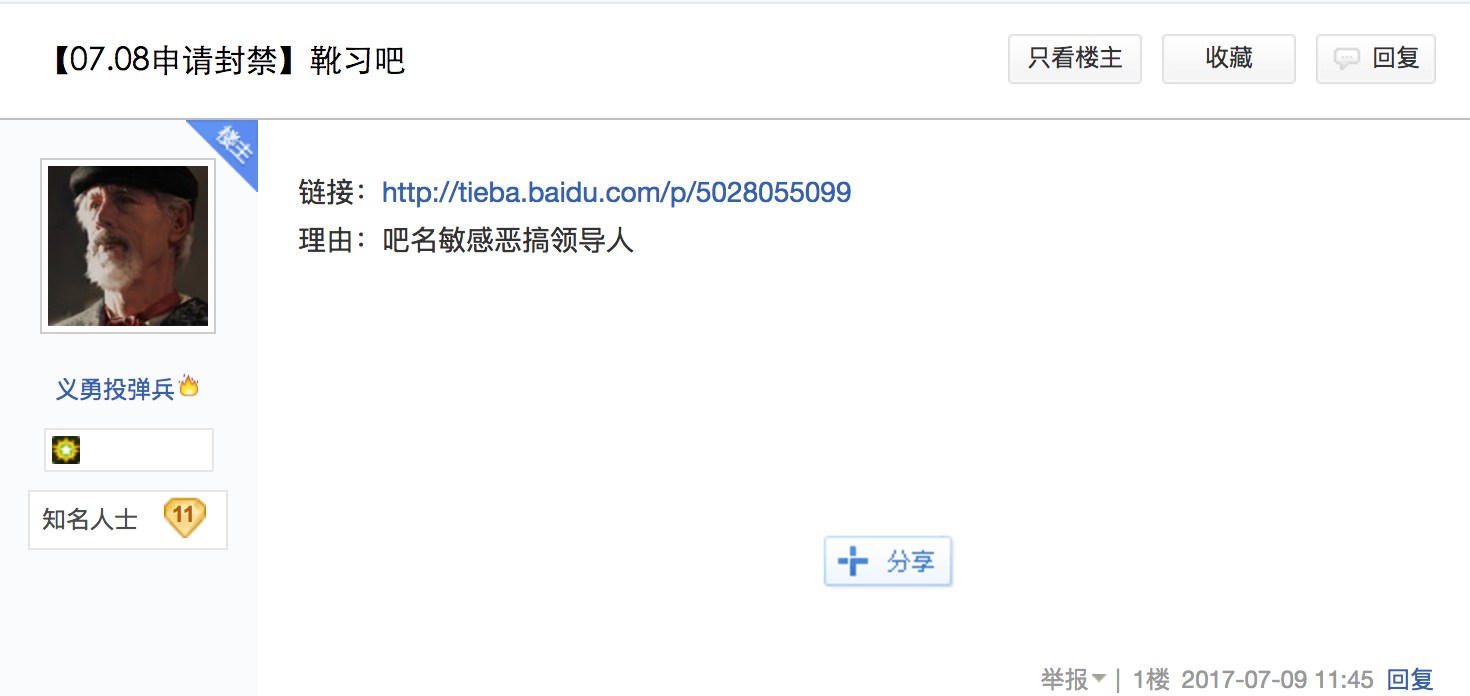 【07.08申请封禁】靴习吧
只看楼主
收藏
回复
楼主
链接：http://tieba.baidu.com/p/5028055099
理由：吧名敏感恶搞领导人
义勇投弹兵
知名人士 11
分享
举报 | 1楼 2017-07-09 11:45 回复